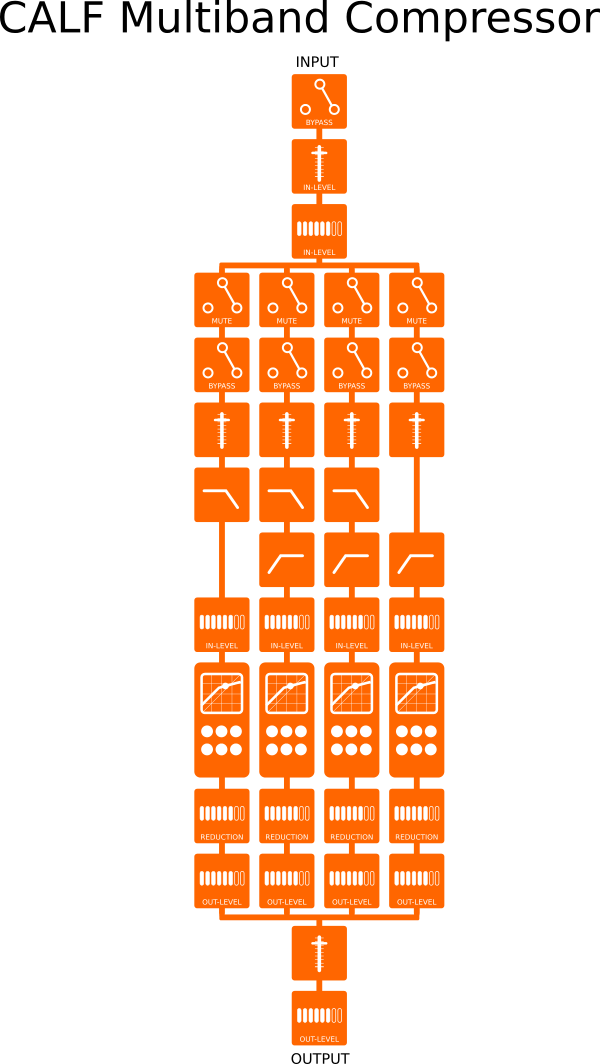 CALF Multiband Compressor
INPUT
BYPASS
IN-LEVEL
IN-LEVEL
MUTE MUTE MUTE MUTE
BYPASS BYPASS BYPASS BYPASS
IN-LEVEL IN-LEVEL IN-LEVEL IN-LEVEL
REDUCTION REDUCTION REDUCTION REDUCTION
OUT-LEVEL OUT-LEVEL OUT-LEVEL OUT-LEVEL
OUT-LEVEL
OUTPUT